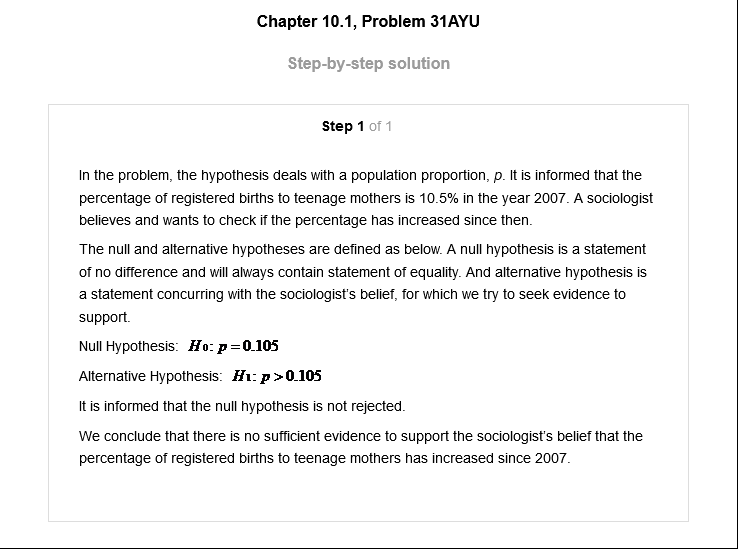 Chapter 10.1, Problem 31AYU
Step-by-step solution
Step 1 of 1
In the problem, the hypothesis deals with a population proportion, p. It is informed that the
percentage of registered births to teenage mothers is 10.5% in the year 2007. A sociologist
believes and wants to check if the percentage has increased since then.
The null and alternative hypotheses are defined as below. A null hypothesis is a statement
of no difference and will always contain statement of equality. And alternative hypothesis is
a statement concurring with the sociologist's belief, for which we try to seek evidence to
support.
Null Hypothesis: H₀: p = 0.105
Alternative Hypothesis: H₁: p > 0.105
It is informed that the null hypothesis is not rejected.
We conclude that there is no sufficient evidence to support the sociologist's belief that the
percentage of registered births to teenage mothers has increased since 2007.